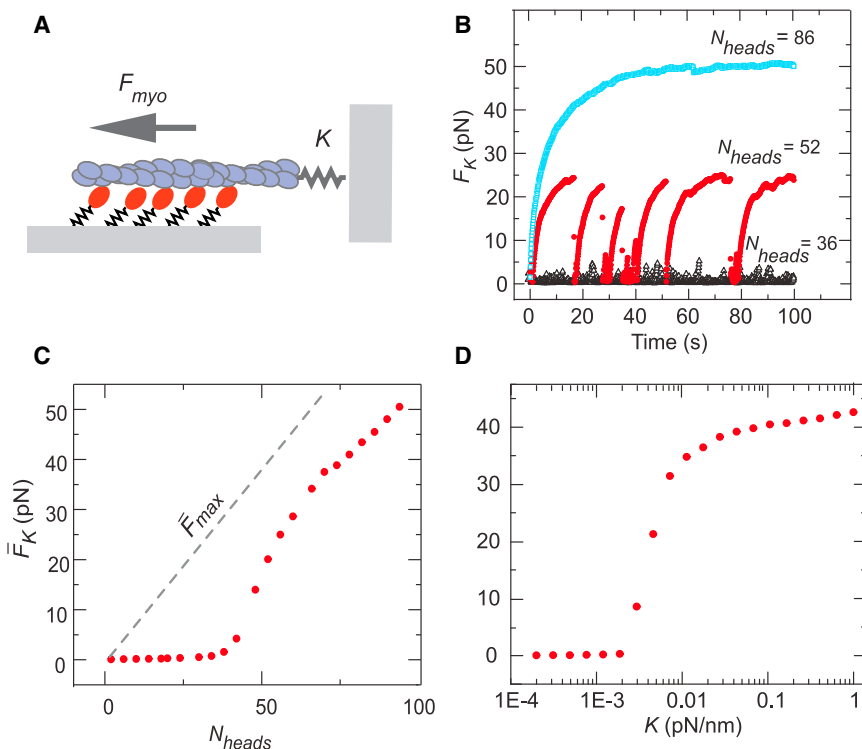 A
F_myo
K
B
N_heads = 86
N_heads = 52
N_heads = 36
F_K (pN)
50
40
30
20
10
0
0 20 40 60 80 100
Time (s)
C
F̄_max
F̄_K (pN)
50
40
30
20
10
0
0 50 100
N_heads
D
40
30
20
10
0
1E-4 1E-3 0.01 0.1 1
K (pN/nm)